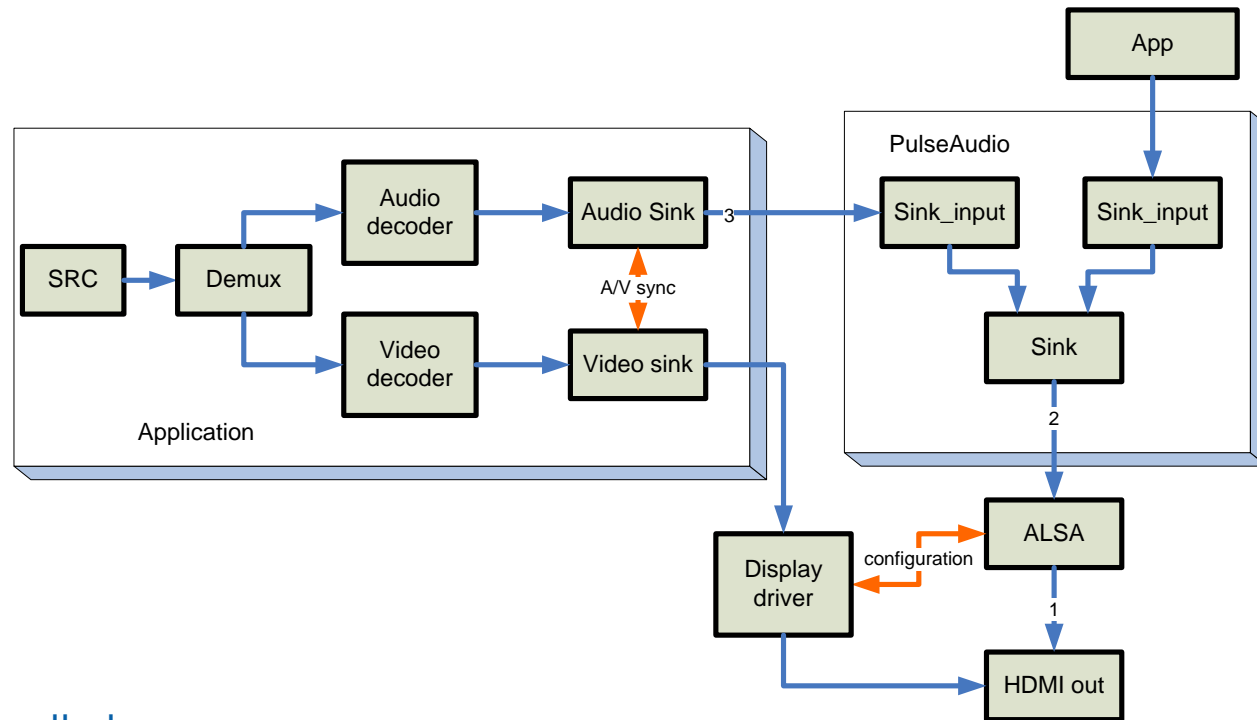 App
PulseAudio
Audio
decoder
Audio Sink
3
Sink_input
Sink_input
SRC
Demux
A/V sync
Video
decoder
Video sink
Sink
Application
2
ALSA
configuration
Display
driver
1
HDMI out